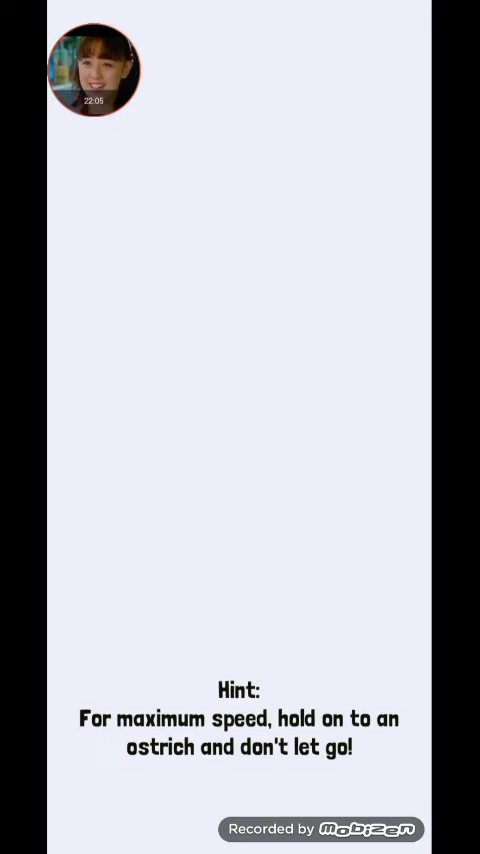 22:05
Hint:
For maximum speed, hold on to an
ostrich and don't let go!
Recorded by Mobizen